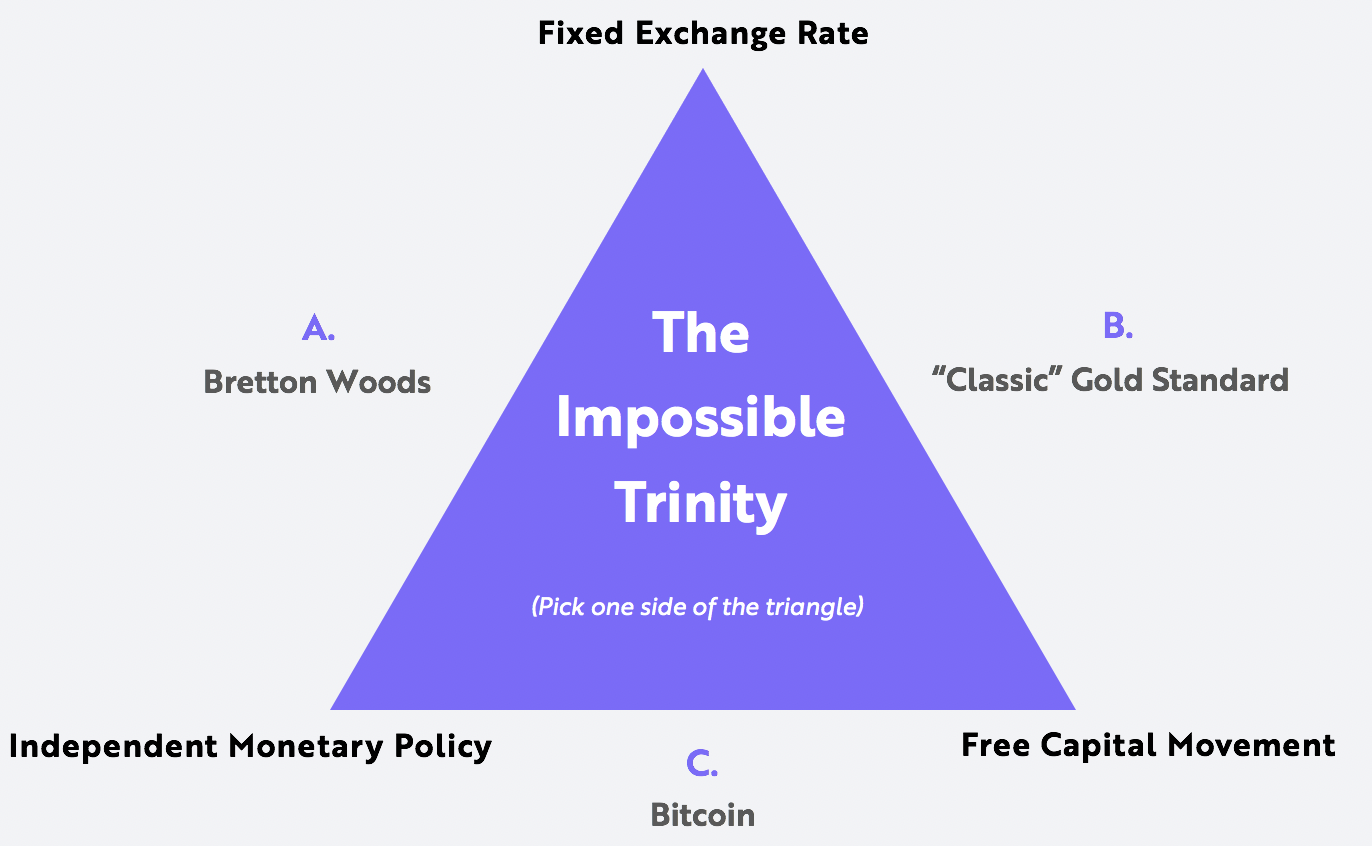 Fixed Exchange Rate
The
Impossible
Trinity
(Pick one side of the triangle)
A.
Bretton Woods
B.
“Classic” Gold Standard
Independent Monetary Policy
Free Capital Movement
C.
Bitcoin